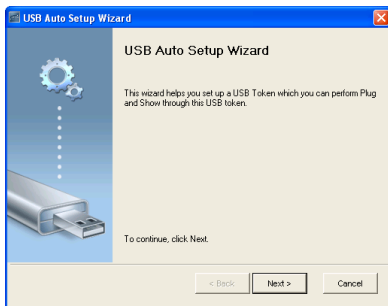 USB Auto Setup Wizard
USB Auto Setup Wizard
This wizard helps you set up a USB Token which you can perform Plug
and Show through this USB token.
To continue, click Next.
< Back
Next >
Cancel